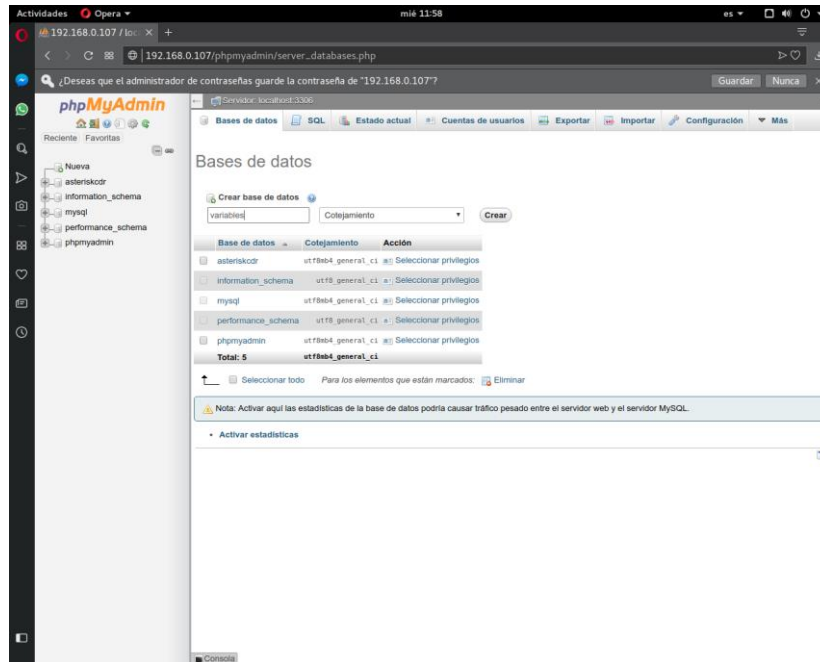 Actividades Opera mié 11:58 es
192.168.0.107 / loc
192.168.0.107/phpmyadmin/server_databases.php
¿Deseas que el administrador de contraseñas guarde la contraseña de "192.168.0.107"? Guardar Nunca
phpMyAdmin
Reciente Favoritas
Nueva
asteriskcdr
information_schema
mysql
performance_schema
phpmyadmin
Servidor: localhost:3306
Bases de datos SQL Estado actual Cuentas de usuarios Exportar Importar Configuración Más
Bases de datos
Crear base de datos
variables Cotejamiento Crear
Base de datos Cotejamiento Acción
asteriskcdr utf8mb4_general_ci Seleccionar privilegios
information_schema utf8_general_ci Seleccionar privilegios
mysql utf8mb4_general_ci Seleccionar privilegios
performance_schema utf8_general_ci Seleccionar privilegios
phpmyadmin utf8mb4_general_ci Seleccionar privilegios
Total: 5 utf8mb4_general_ci
Seleccionar todo Para los elementos que están marcados: Eliminar
Nota: Activar aquí las estadísticas de la base de datos podría causar tráfico pesado entre el servidor web y el servidor MySQL.
Activar estadísticas
Consola